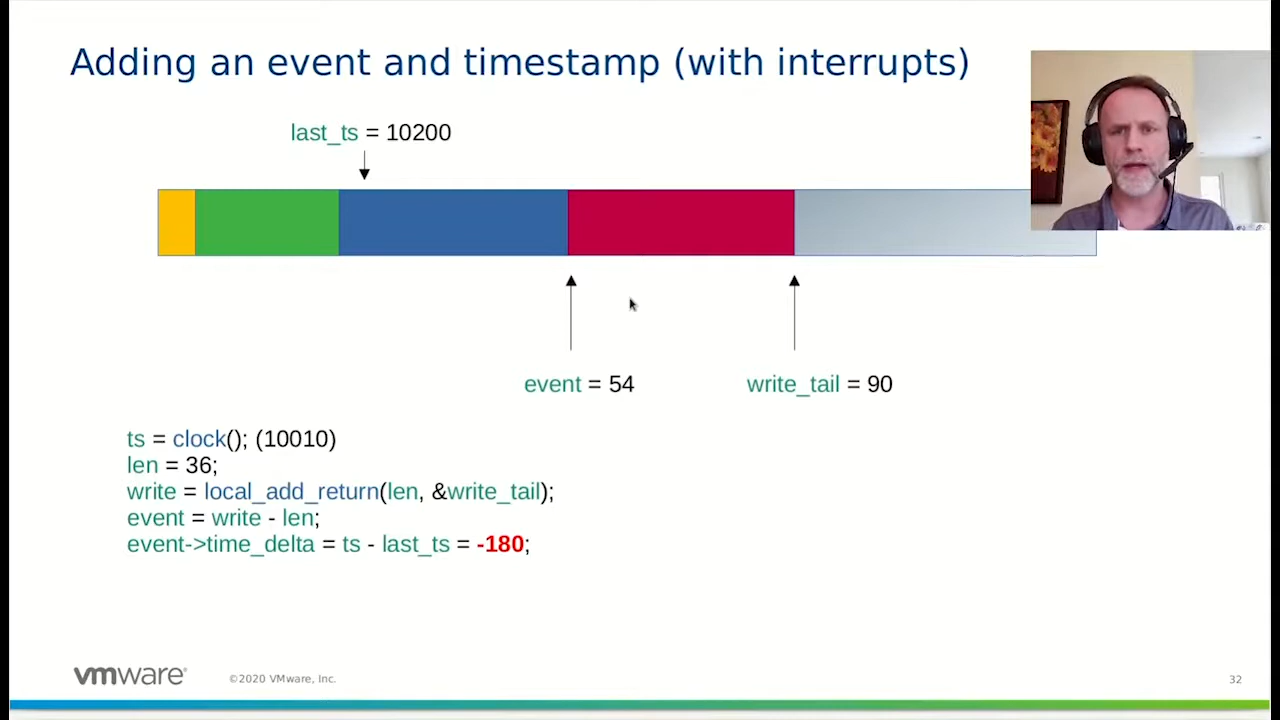 Adding an event and timestamp (with interrupts)
last_ts = 10200
event = 54
write_tail = 90
ts = clock(); (10010)
len = 36;
write = local_add_return(len, &write_tail);
event = write - len;
event->time_delta = ts - last_ts = -180;
vmware®
©2020 VMware, Inc.
32